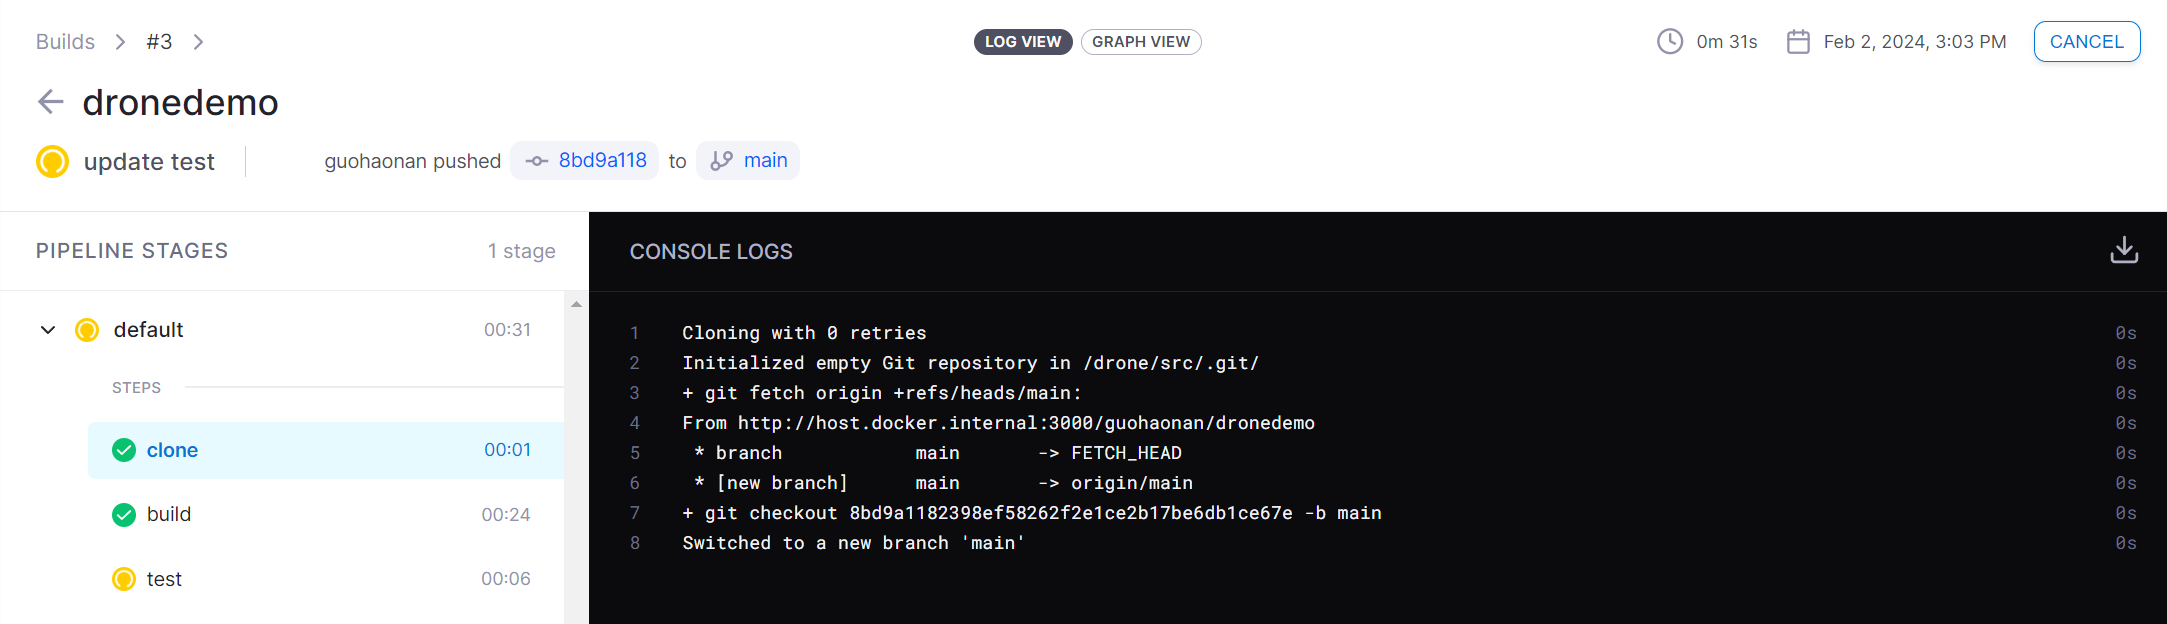 Builds > #3 >
LOG VIEW GRAPH VIEW
0m 31s Feb 2, 2024, 3:03 PM CANCEL
dronedemo
update test guohaonan pushed 8bd9a118 to main
PIPELINE STAGES 1 stage
default 00:31
STEPS
clone 00:01
build 00:24
test 00:06
CONSOLE LOGS
1 Cloning with 0 retries 0s
2 Initialized empty Git repository in /drone/src/.git/ 0s
3 + git fetch origin +refs/heads/main: 0s
4 From http://host.docker.internal:3000/guohaonan/dronedemo 0s
5 * branch main -> FETCH_HEAD 0s
6 * [new branch] main -> origin/main 0s
7 + git checkout 8bd9a1182398ef58262f2e1ce2b17be6db1ce67e -b main 0s
8 Switched to a new branch 'main' 0s